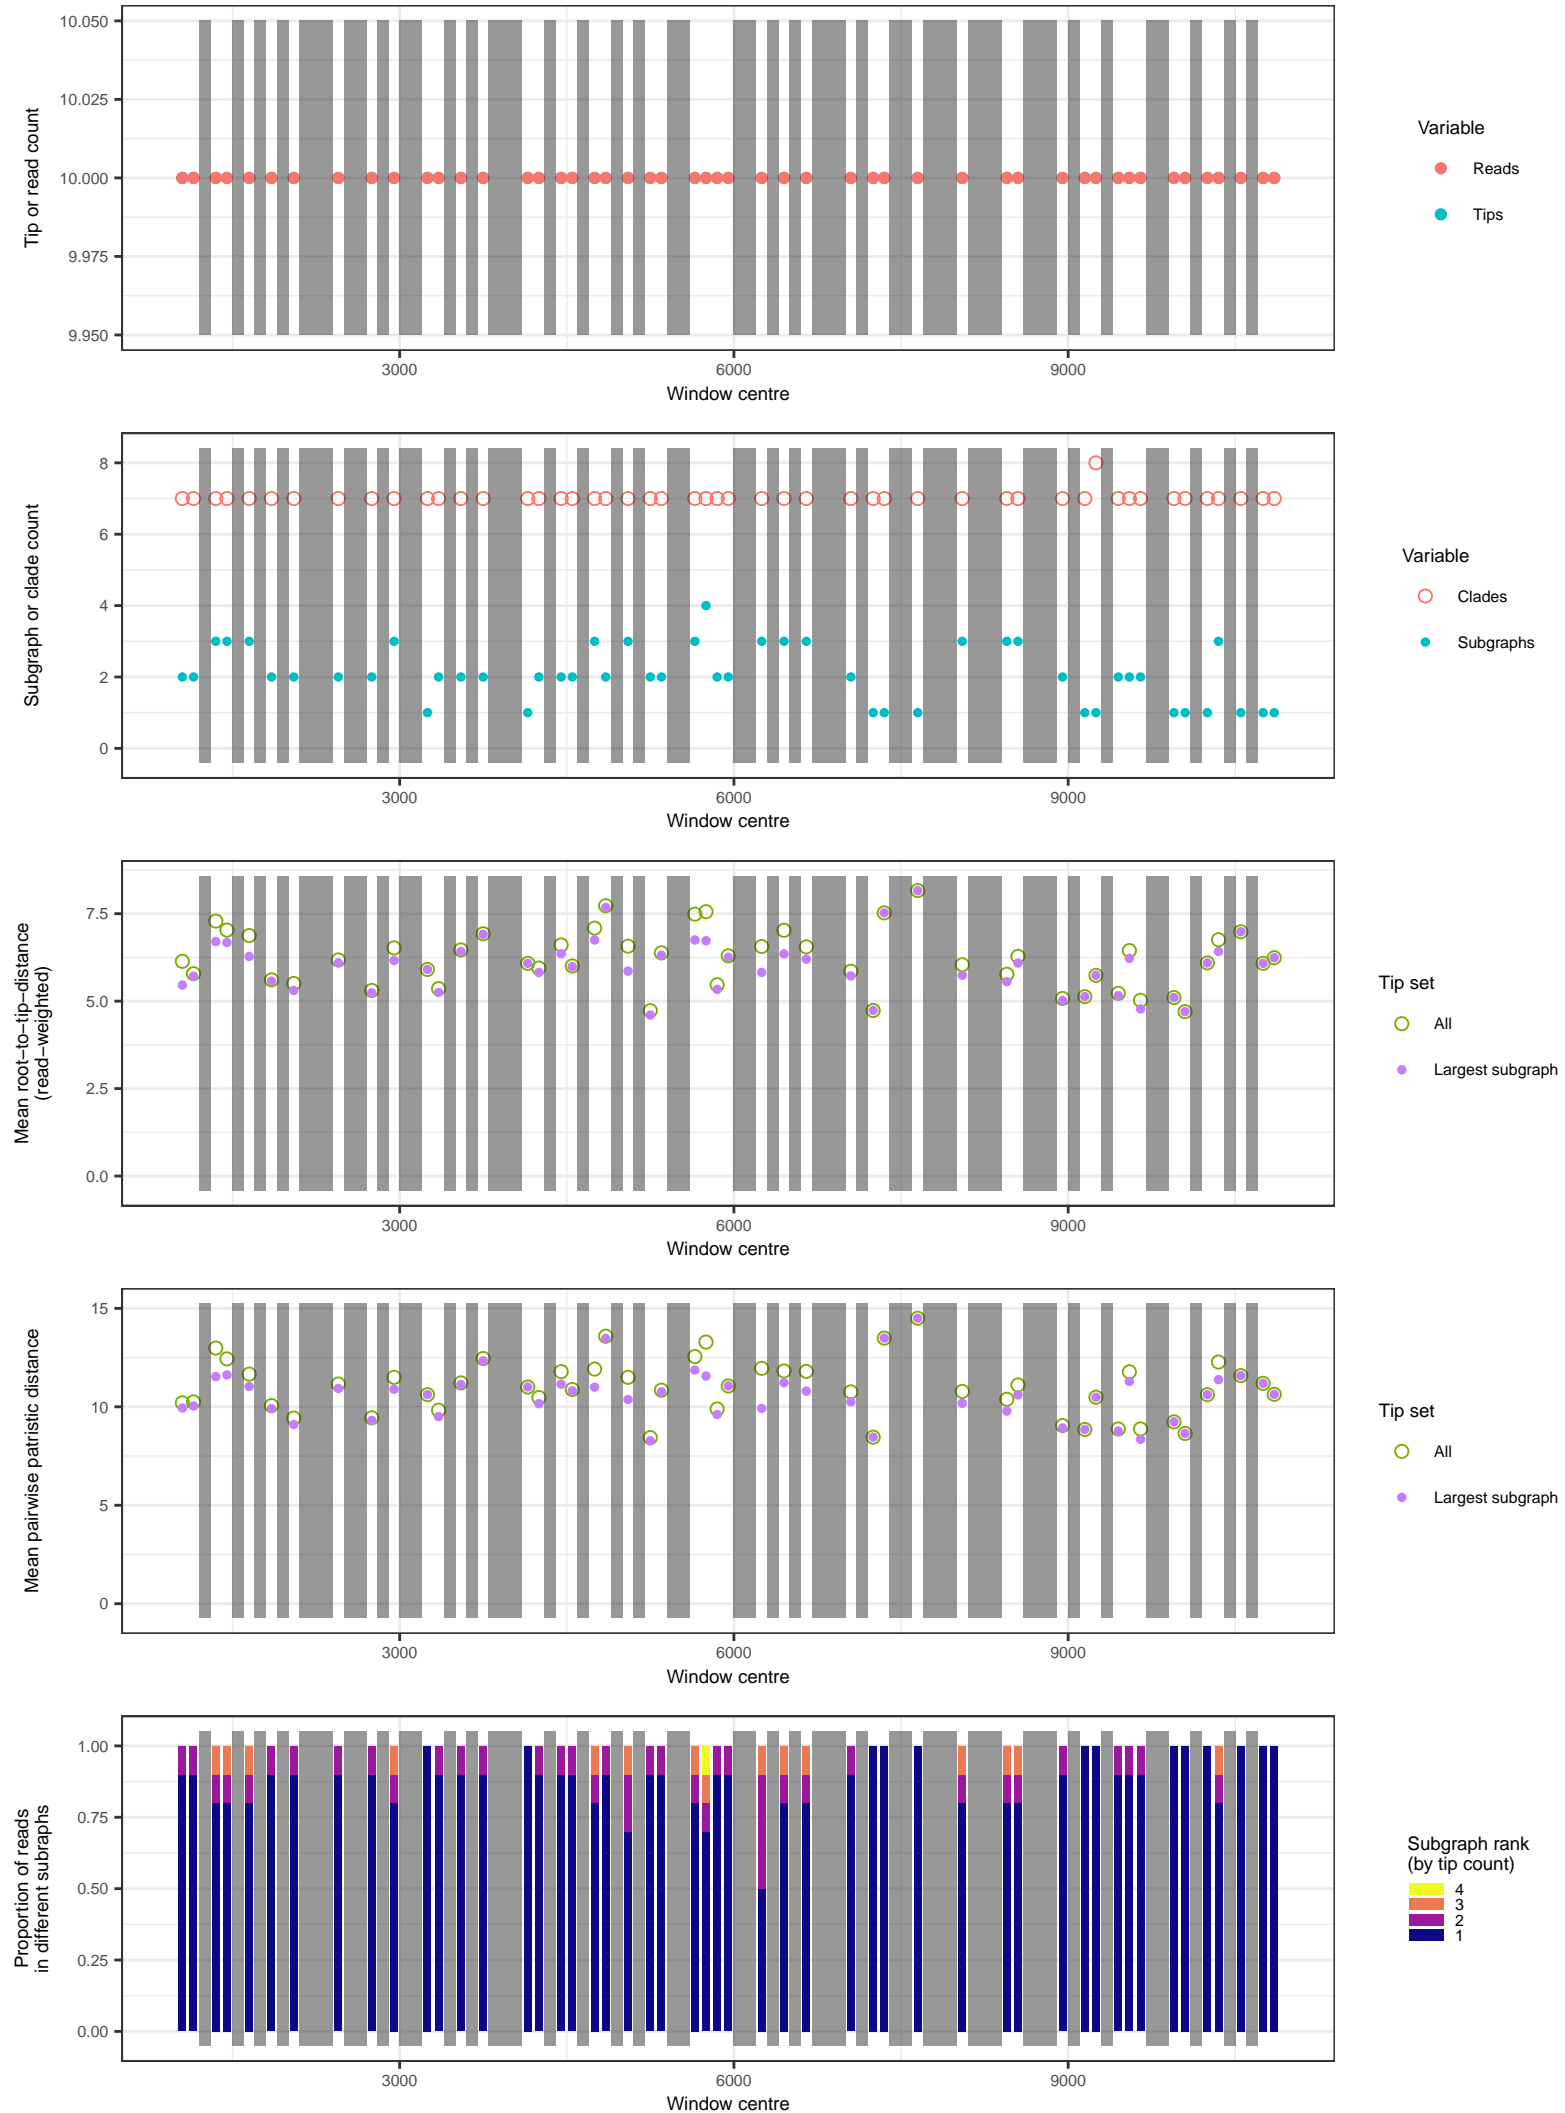 10.050
10.025
10.000
9.975
9.950
Tip or read count
3000
6000
9000
Window centre
Variable
Reads
Tips
8
6
4
2
0
Subgraph or clade count
3000
6000
9000
Window centre
Variable
Clades
Subgraphs
7.5
5.0
2.5
0.0
Mean root−to−tip−distance
(read−weighted)
3000
6000
9000
Window centre
Tip set
All
Largest subgraph
15
10
5
0
Mean pairwise patristic distance
3000
6000
9000
Window centre
Tip set
All
Largest subgraph
1.00
0.75
0.50
0.25
0.00
Proportion of reads
in different subraphs
3000
6000
9000
Window centre
Subgraph rank
(by tip count)
4
3
2
1